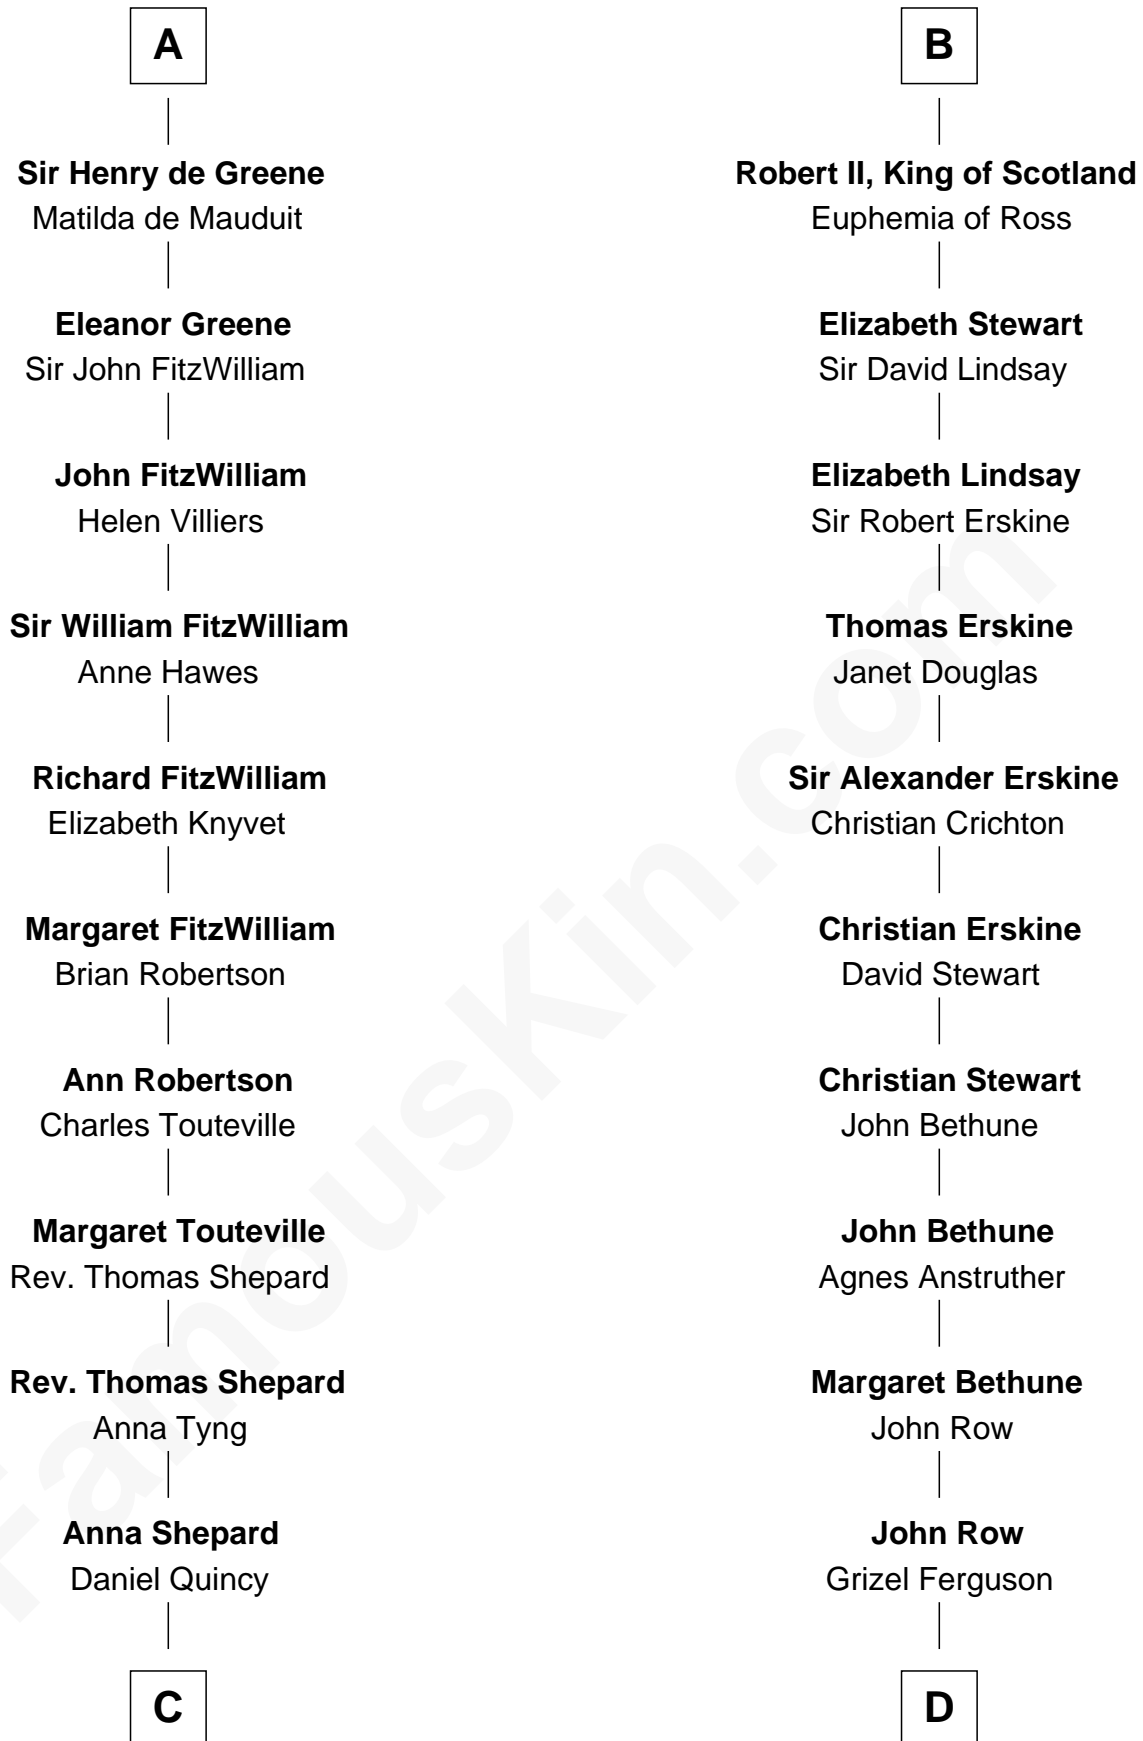 A
Sir Henry de Greene
Matilda de Mauduit
Eleanor Greene
Sir John FitzWilliam
John FitzWilliam
Helen Villiers
Sir William FitzWilliam
Anne Hawes
Richard FitzWilliam
Elizabeth Knyvet
Margaret FitzWilliam
Brian Robertson
Ann Robertson
Charles Touteville
Margaret Touteville
Rev. Thomas Shepard
Rev. Thomas Shepard
Anna Tyng
Anna Shepard
Daniel Quincy
C
B
Robert II, King of Scotland
Euphemia of Ross
Elizabeth Stewart
Sir David Lindsay
Elizabeth Lindsay
Sir Robert Erskine
Thomas Erskine
Janet Douglas
Sir Alexander Erskine
Christian Crichton
Christian Erskine
David Stewart
Christian Stewart
John Bethune
John Bethune
Agnes Anstruther
Margaret Bethune
John Row
John Row
Grizel Ferguson
D
FamousKin.com